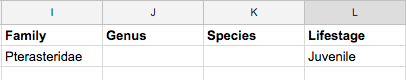 I J K L
Family Genus Species Lifestage
Pterasteridae Juvenile